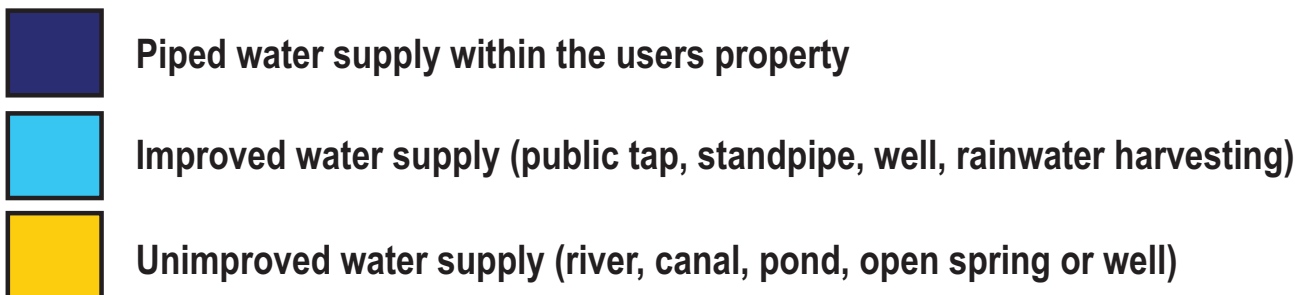 Piped water supply within the users property
Improved water supply (public tap, standpipe, well, rainwater harvesting)
Unimproved water supply (river, canal, pond, open spring or well)